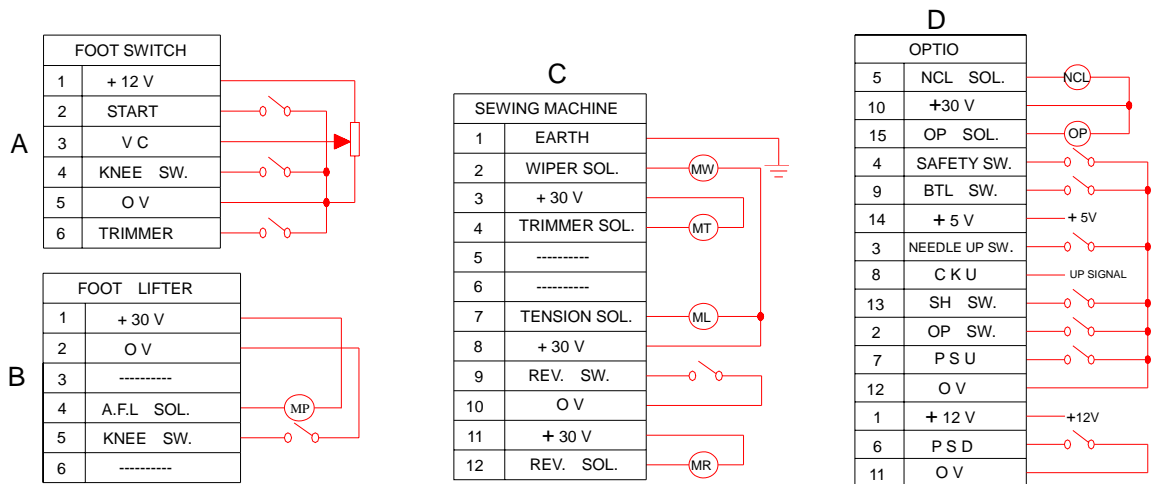 A
FOOT SWITCH
1 + 12 V
2 START
3 V C
4 KNEE SW.
5 O V
6 TRIMMER
B
FOOT LIFTER
1 + 30 V
2 O V
3 ----------
4 A.F.L SOL.
MP
5 KNEE SW.
6 ----------
C
SEWING MACHINE
1 EARTH
2 WIPER SOL. MW
3 + 30 V
4 TRIMMER SOL. MT
5 ----------
6 ----------
7 TENSION SOL. ML
8 + 30 V
9 REV. SW.
10 O V
11 + 30 V
12 REV. SOL. MR
D
OPTIO
5 NCL SOL. NCL
10 +30 V
15 OP SOL. OP
4 SAFETY SW.
9 BTL SW.
14 + 5 V + 5V
3 NEEDLE UP SW.
8 C K U UP SIGNAL
13 SH SW.
2 OP SW.
7 P S U
12 O V
1 + 12 V +12V
6 P S D
11 O V